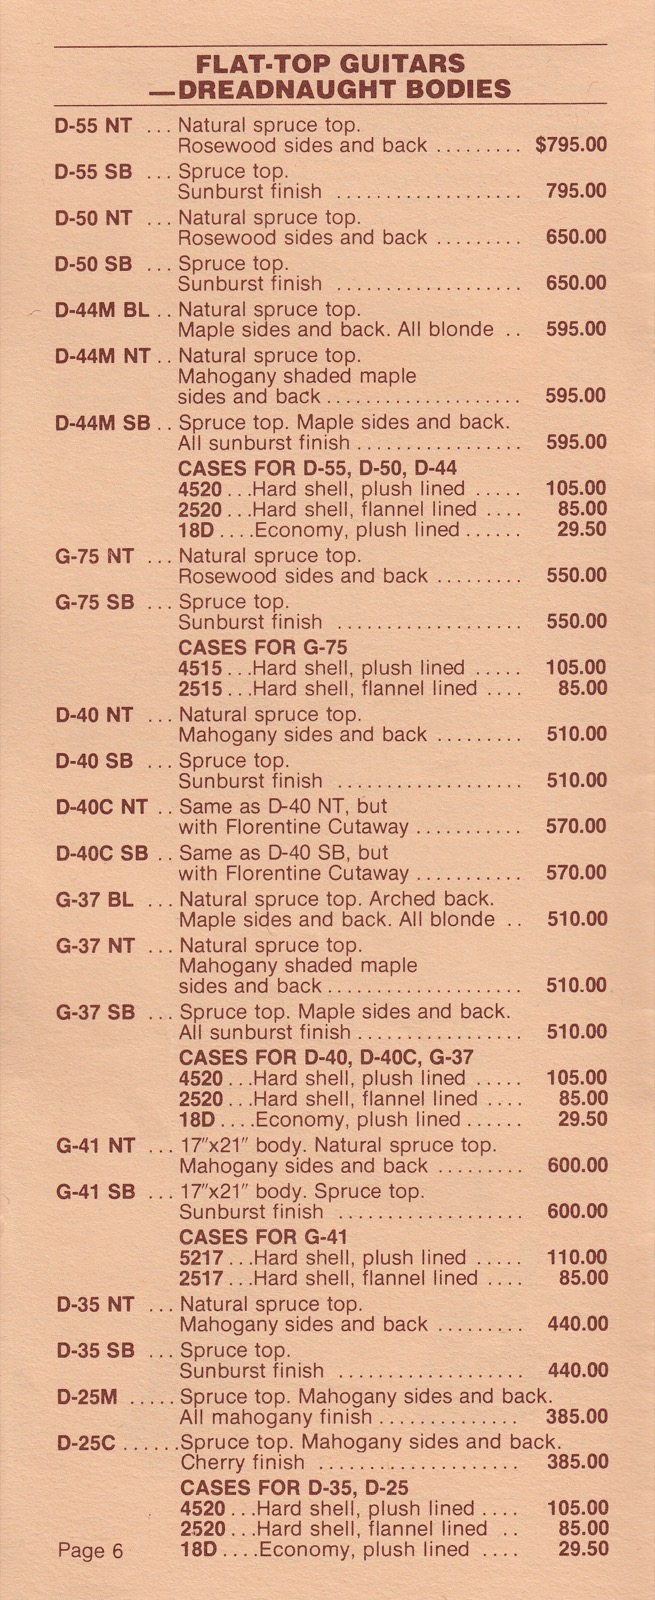 FLAT-TOP GUITARS
—DREADNAUGHT BODIES
D-55 NT ... Natural spruce top.
Rosewood sides and back ......... $795.00
D-55 SB ... Spruce top.
Sunburst finish ................... 795.00
D-50 NT ... Natural spruce top.
Rosewood sides and back ......... 650.00
D-50 SB ... Spruce top.
Sunburst finish ................... 650.00
D-44M BL .. Natural spruce top.
Maple sides and back. All blonde .. 595.00
D-44M NT .. Natural spruce top.
Mahogany shaded maple
sides and back .................... 595.00
D-44M SB .. Spruce top. Maple sides and back.
All sunburst finish ................. 595.00
CASES FOR D-55, D-50, D-44
4520 ...Hard shell, plush lined ..... 105.00
2520 ...Hard shell, flannel lined .... 85.00
18D ....Economy, plush lined ...... 29.50
G-75 NT ... Natural spruce top.
Rosewood sides and back ......... 550.00
G-75 SB ... Spruce top.
Sunburst finish ................... 550.00
CASES FOR G-75
4515 ...Hard shell, plush lined ..... 105.00
2515 ...Hard shell, flannel lined .... 85.00
D-40 NT ... Natural spruce top.
Mahogany sides and back ......... 510.00
D-40 SB ... Spruce top.
Sunburst finish ................... 510.00
D-40C NT .. Same as D-40 NT, but
with Florentine Cutaway ........... 570.00
D-40C SB .. Same as D-40 SB, but
with Florentine Cutaway ........... 570.00
G-37 BL ... Natural spruce top. Arched back.
Maple sides and back. All blonde .. 510.00
G-37 NT ... Natural spruce top.
Mahogany shaded maple
sides and back .................... 510.00
G-37 SB ... Spruce top. Maple sides and back.
All sunburst finish ................. 510.00
CASES FOR D-40, D-40C, G-37
4520 ...Hard shell, plush lined ..... 105.00
2520 ...Hard shell, flannel lined .... 85.00
18D ....Economy, plush lined ...... 29.50
G-41 NT ... 17"x21" body. Natural spruce top.
Mahogany sides and back ......... 600.00
G-41 SB ... 17"x21" body. Spruce top.
Sunburst finish ................... 600.00
CASES FOR G-41
5217 ...Hard shell, plush lined ..... 110.00
2517 ...Hard shell, flannel lined .... 85.00
D-35 NT ... Natural spruce top.
Mahogany sides and back ......... 440.00
D-35 SB ... Spruce top.
Sunburst finish ................... 440.00
D-25M ..... Spruce top. Mahogany sides and back.
All mahogany finish .............. 385.00
D-25C ......Spruce top. Mahogany sides and back.
Cherry finish .................... 385.00
CASES FOR D-35, D-25
4520 ...Hard shell, plush lined .... 105.00
2520 ...Hard shell, flannel lined .. 85.00
Page 6 18D ....Economy, plush lined .... 29.50